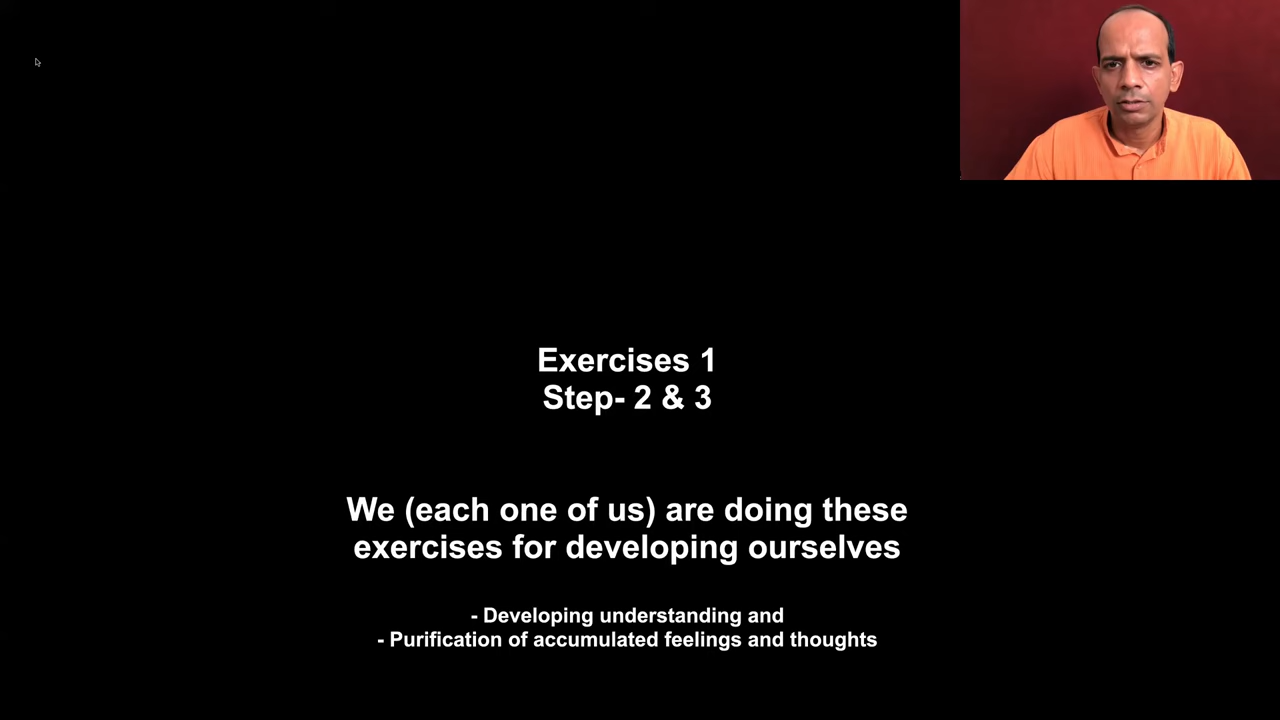 Exercises 1
Step- 2 & 3
We (each one of us) are doing these
exercises for developing ourselves
- Developing understanding and
- Purification of accumulated feelings and thoughts